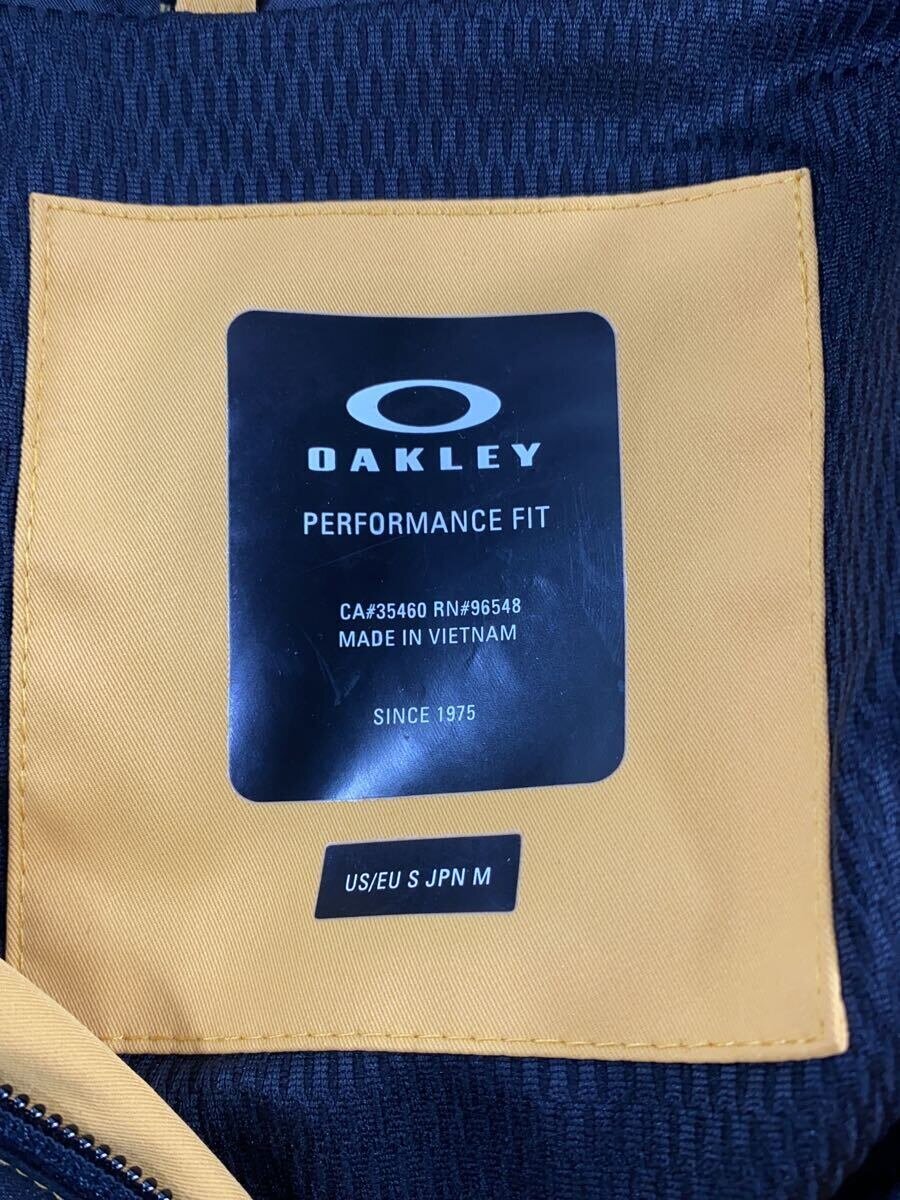 OAKLEY
PERFORMANCE FIT
CA#35460 RN#96548
MADE IN VIETNAM
SINCE 1975
US/EU S JPN M